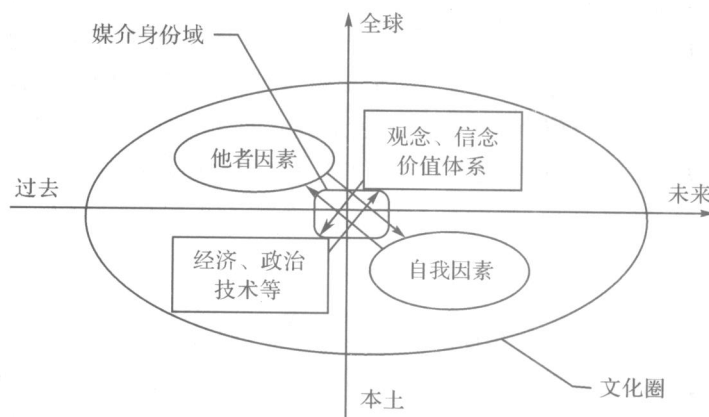 全球
媒介身份域
观念、信念
价值体系
他者因素
过去
未来
经济、政治
技术等
自我因素
文化圈
本土